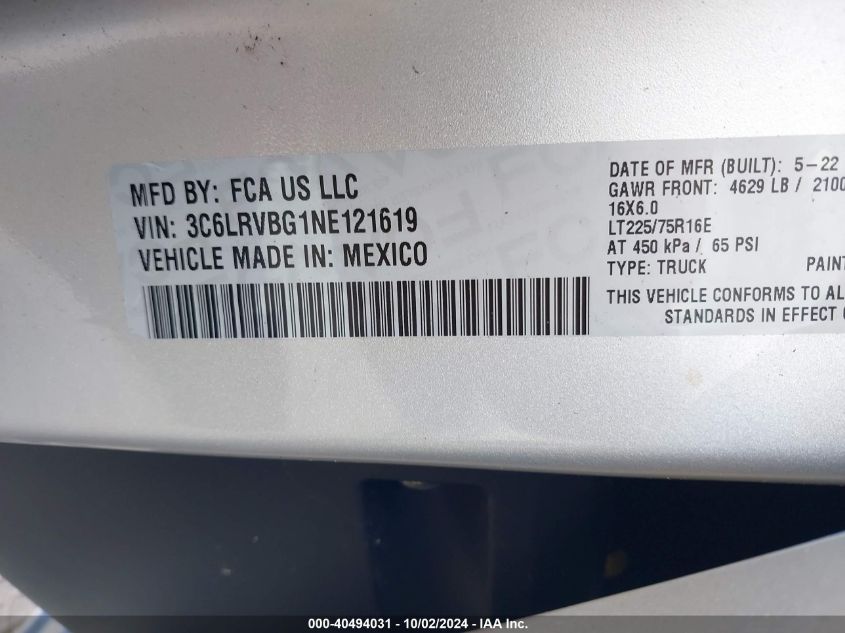 MFD BY: FCA US LLC
VIN: 3C6LRVBG1NE121619
VEHICLE MADE IN: MEXICO
DATE OF MFR (BUILT): 5-22
GAWR FRONT: 4629 LB / 2100
16X6.0
LT225/75R16E
AT 450 kPa / 65 PSI
TYPE: TRUCK PAINT
THIS VEHICLE CONFORMS TO AL
STANDARDS IN EFFECT
000-40494031 - 10/02/2024 - IAA Inc.